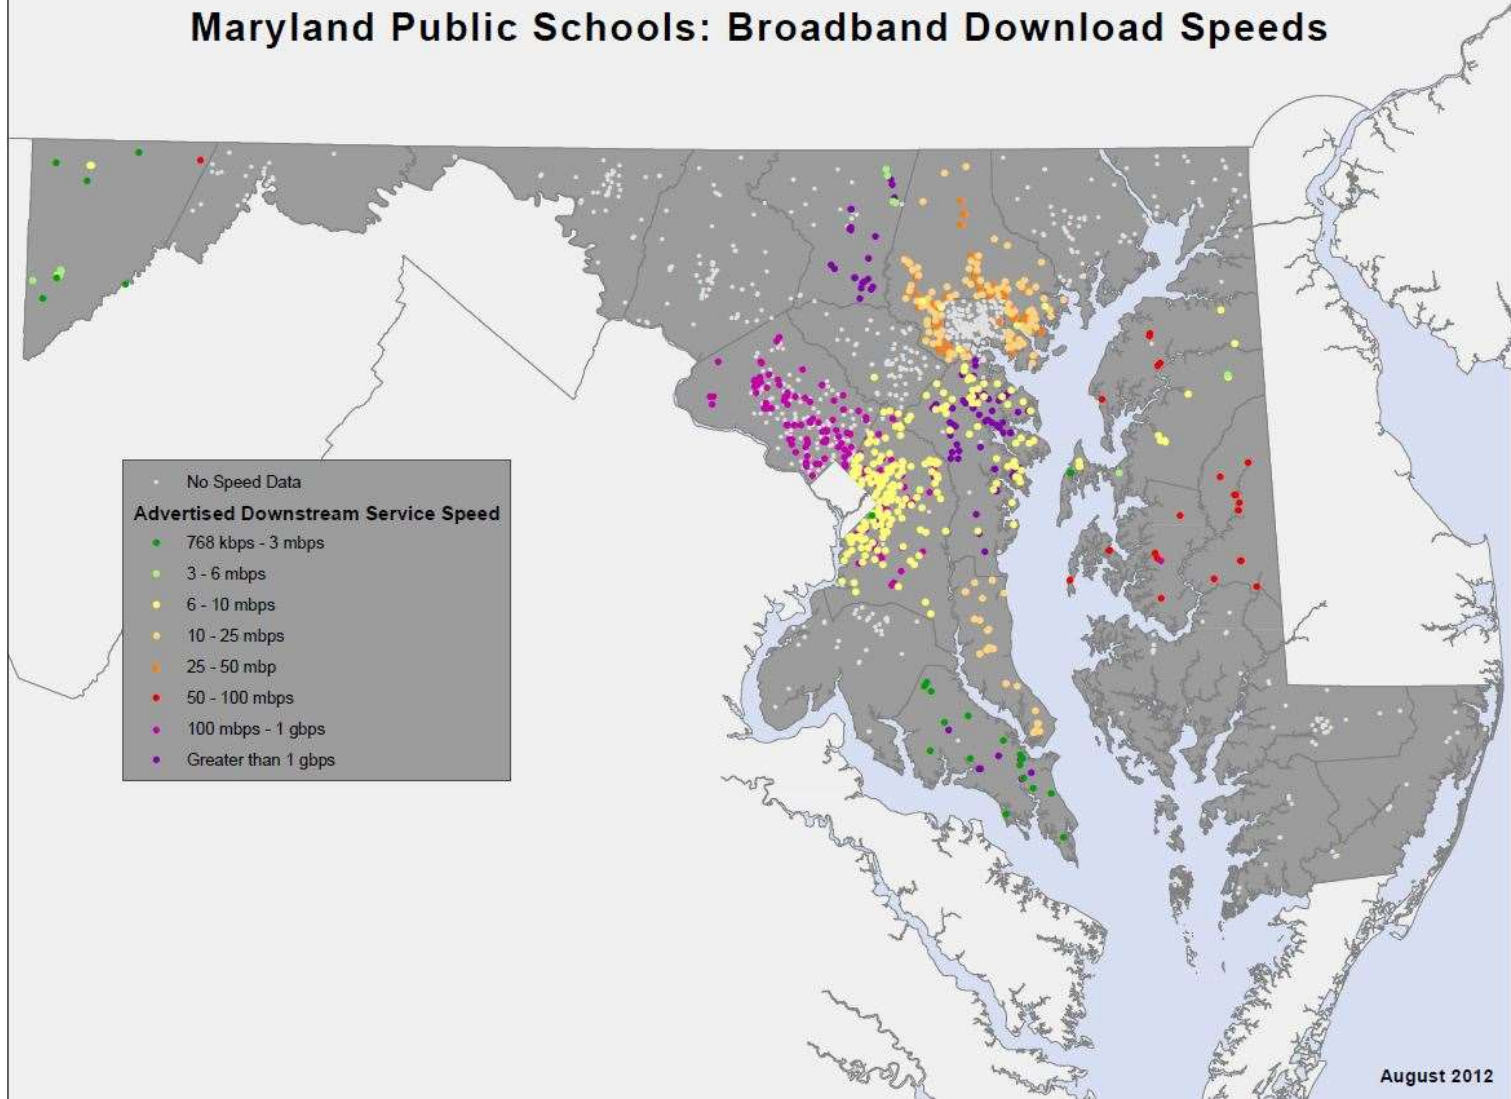 Maryland Public Schools: Broadband Download Speeds
No Speed Data
Advertised Downstream Service Speed
768 kbps - 3 mbps
3 - 6 mbps
6 - 10 mbps
10 - 25 mbps
25 - 50 mbp
50 - 100 mbps
100 mbps - 1 gbps
Greater than 1 gbps
August 2012